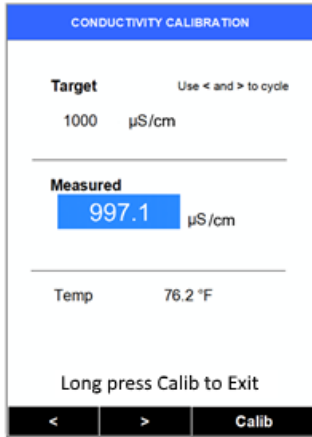 CONDUCTIVITY CALIBRATION
Target Use < and > to cycle
1000 µS/cm
Measured
997.1 µS/cm
Temp 76.2 °F
Long press Calib to Exit
< > Calib